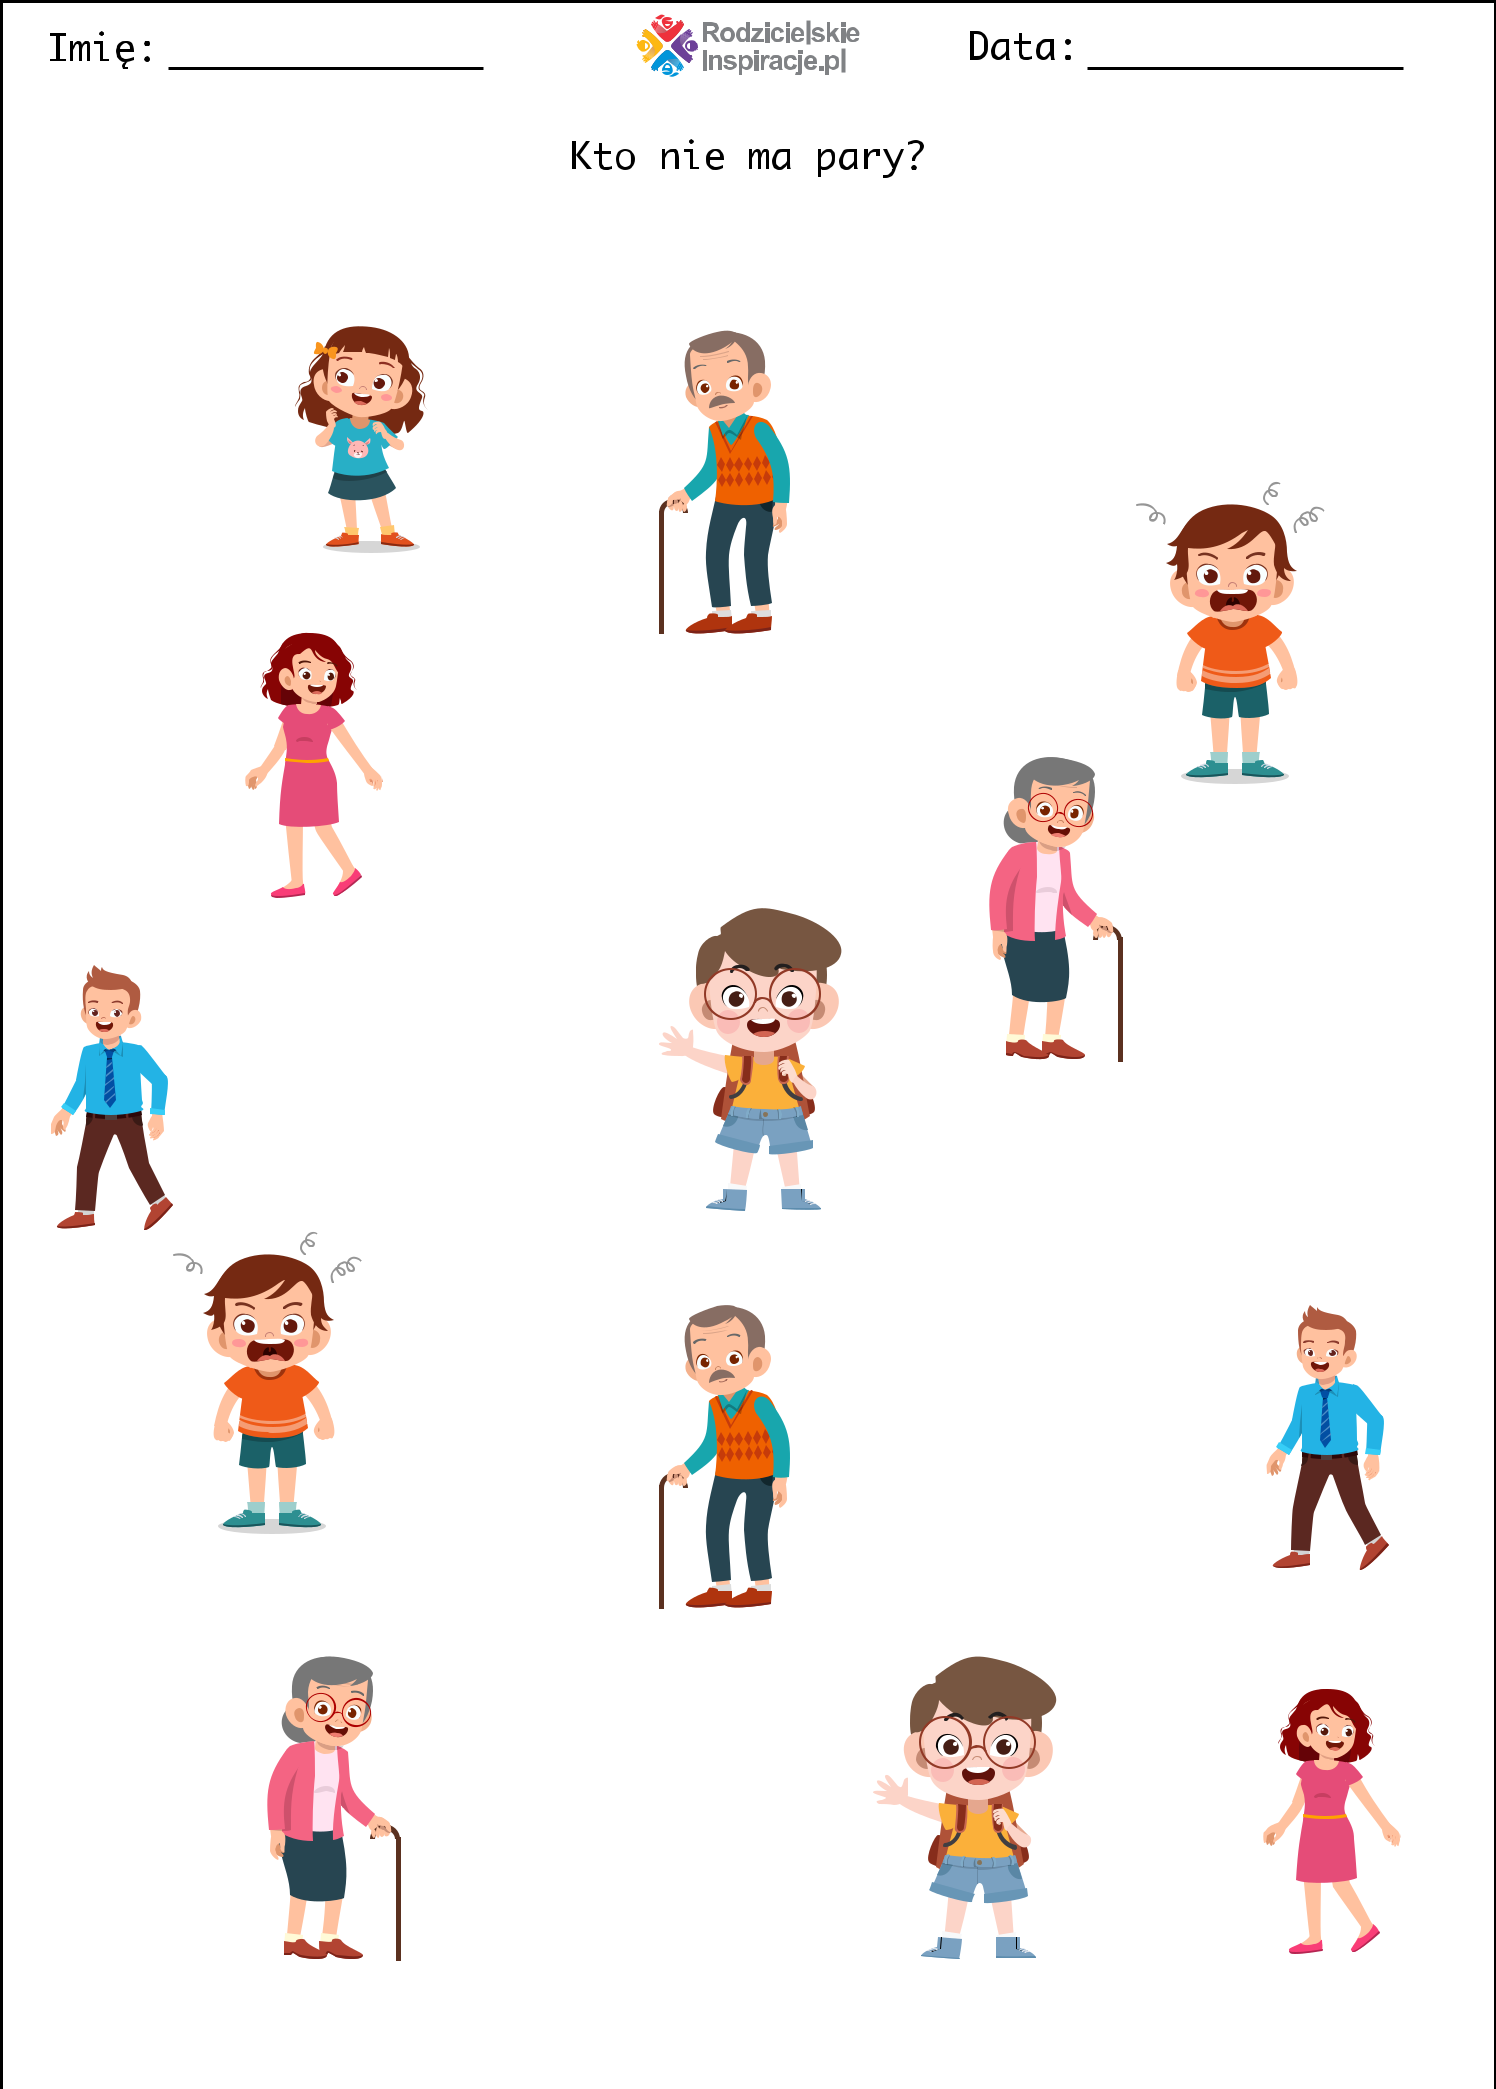 Imię: 
Rodzicielskie
Inspiracje.pl
Data:
Kto nie ma pary?